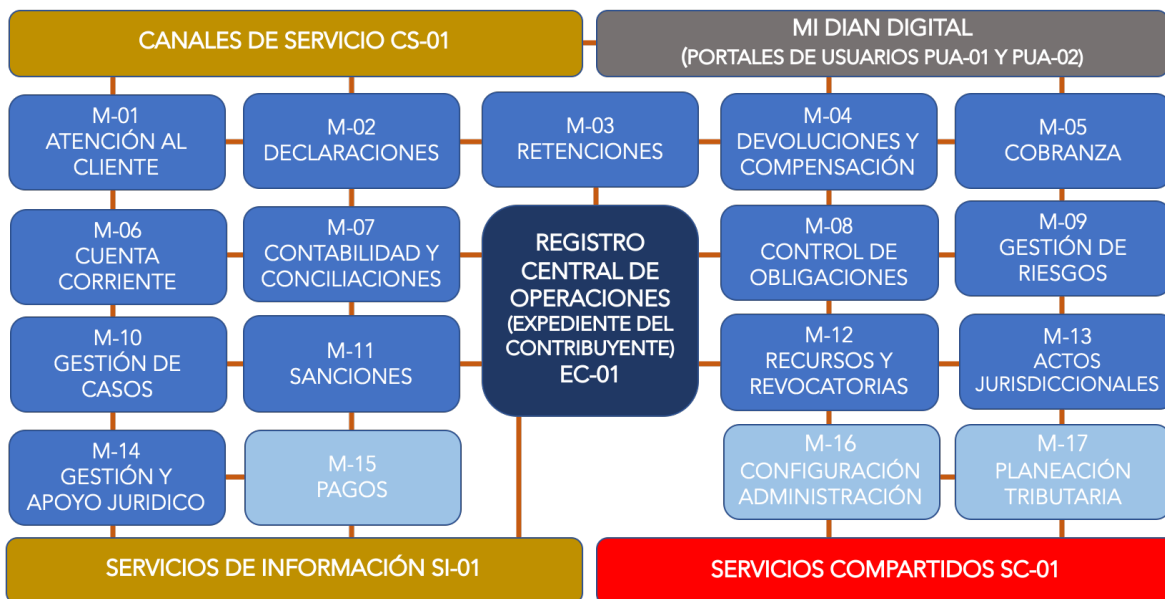 CANALES DE SERVICIO CS-01
MI DIAN DIGITAL
(PORTALES DE USUARIOS PUA-01 Y PUA-02)
M-01
ATENCIÓN AL
CLIENTE
M-02
DECLARACIONES
M-03
RETENCIONES
M-04
DEVOLUCIONES Y
COMPENSACIÓN
M-05
COBRANZA
M-06
CUENTA
CORRIENTE
M-07
CONTABILIDAD Y
CONCILIACIONES
REGISTRO
CENTRAL DE
OPERACIONES
(EXPEDIENTE DEL
CONTRIBUYENTE)
EC-01
M-08
CONTROL DE
OBLIGACIONES
M-09
GESTIÓN DE
RIESGOS
M-10
GESTIÓN DE
CASOS
M-11
SANCIONES
M-12
RECURSOS Y
REVOCATORIAS
M-13
ACTOS
JURISDICCIONALES
M-14
GESTIÓN Y
APOYO JURIDICO
M-15
PAGOS
M-16
CONFIGURACIÓN
ADMINISTRACIÓN
M-17
PLANEACIÓN
TRIBUTARIA
SERVICIOS DE INFORMACIÓN SI-01
SERVICIOS COMPARTIDOS SC-01